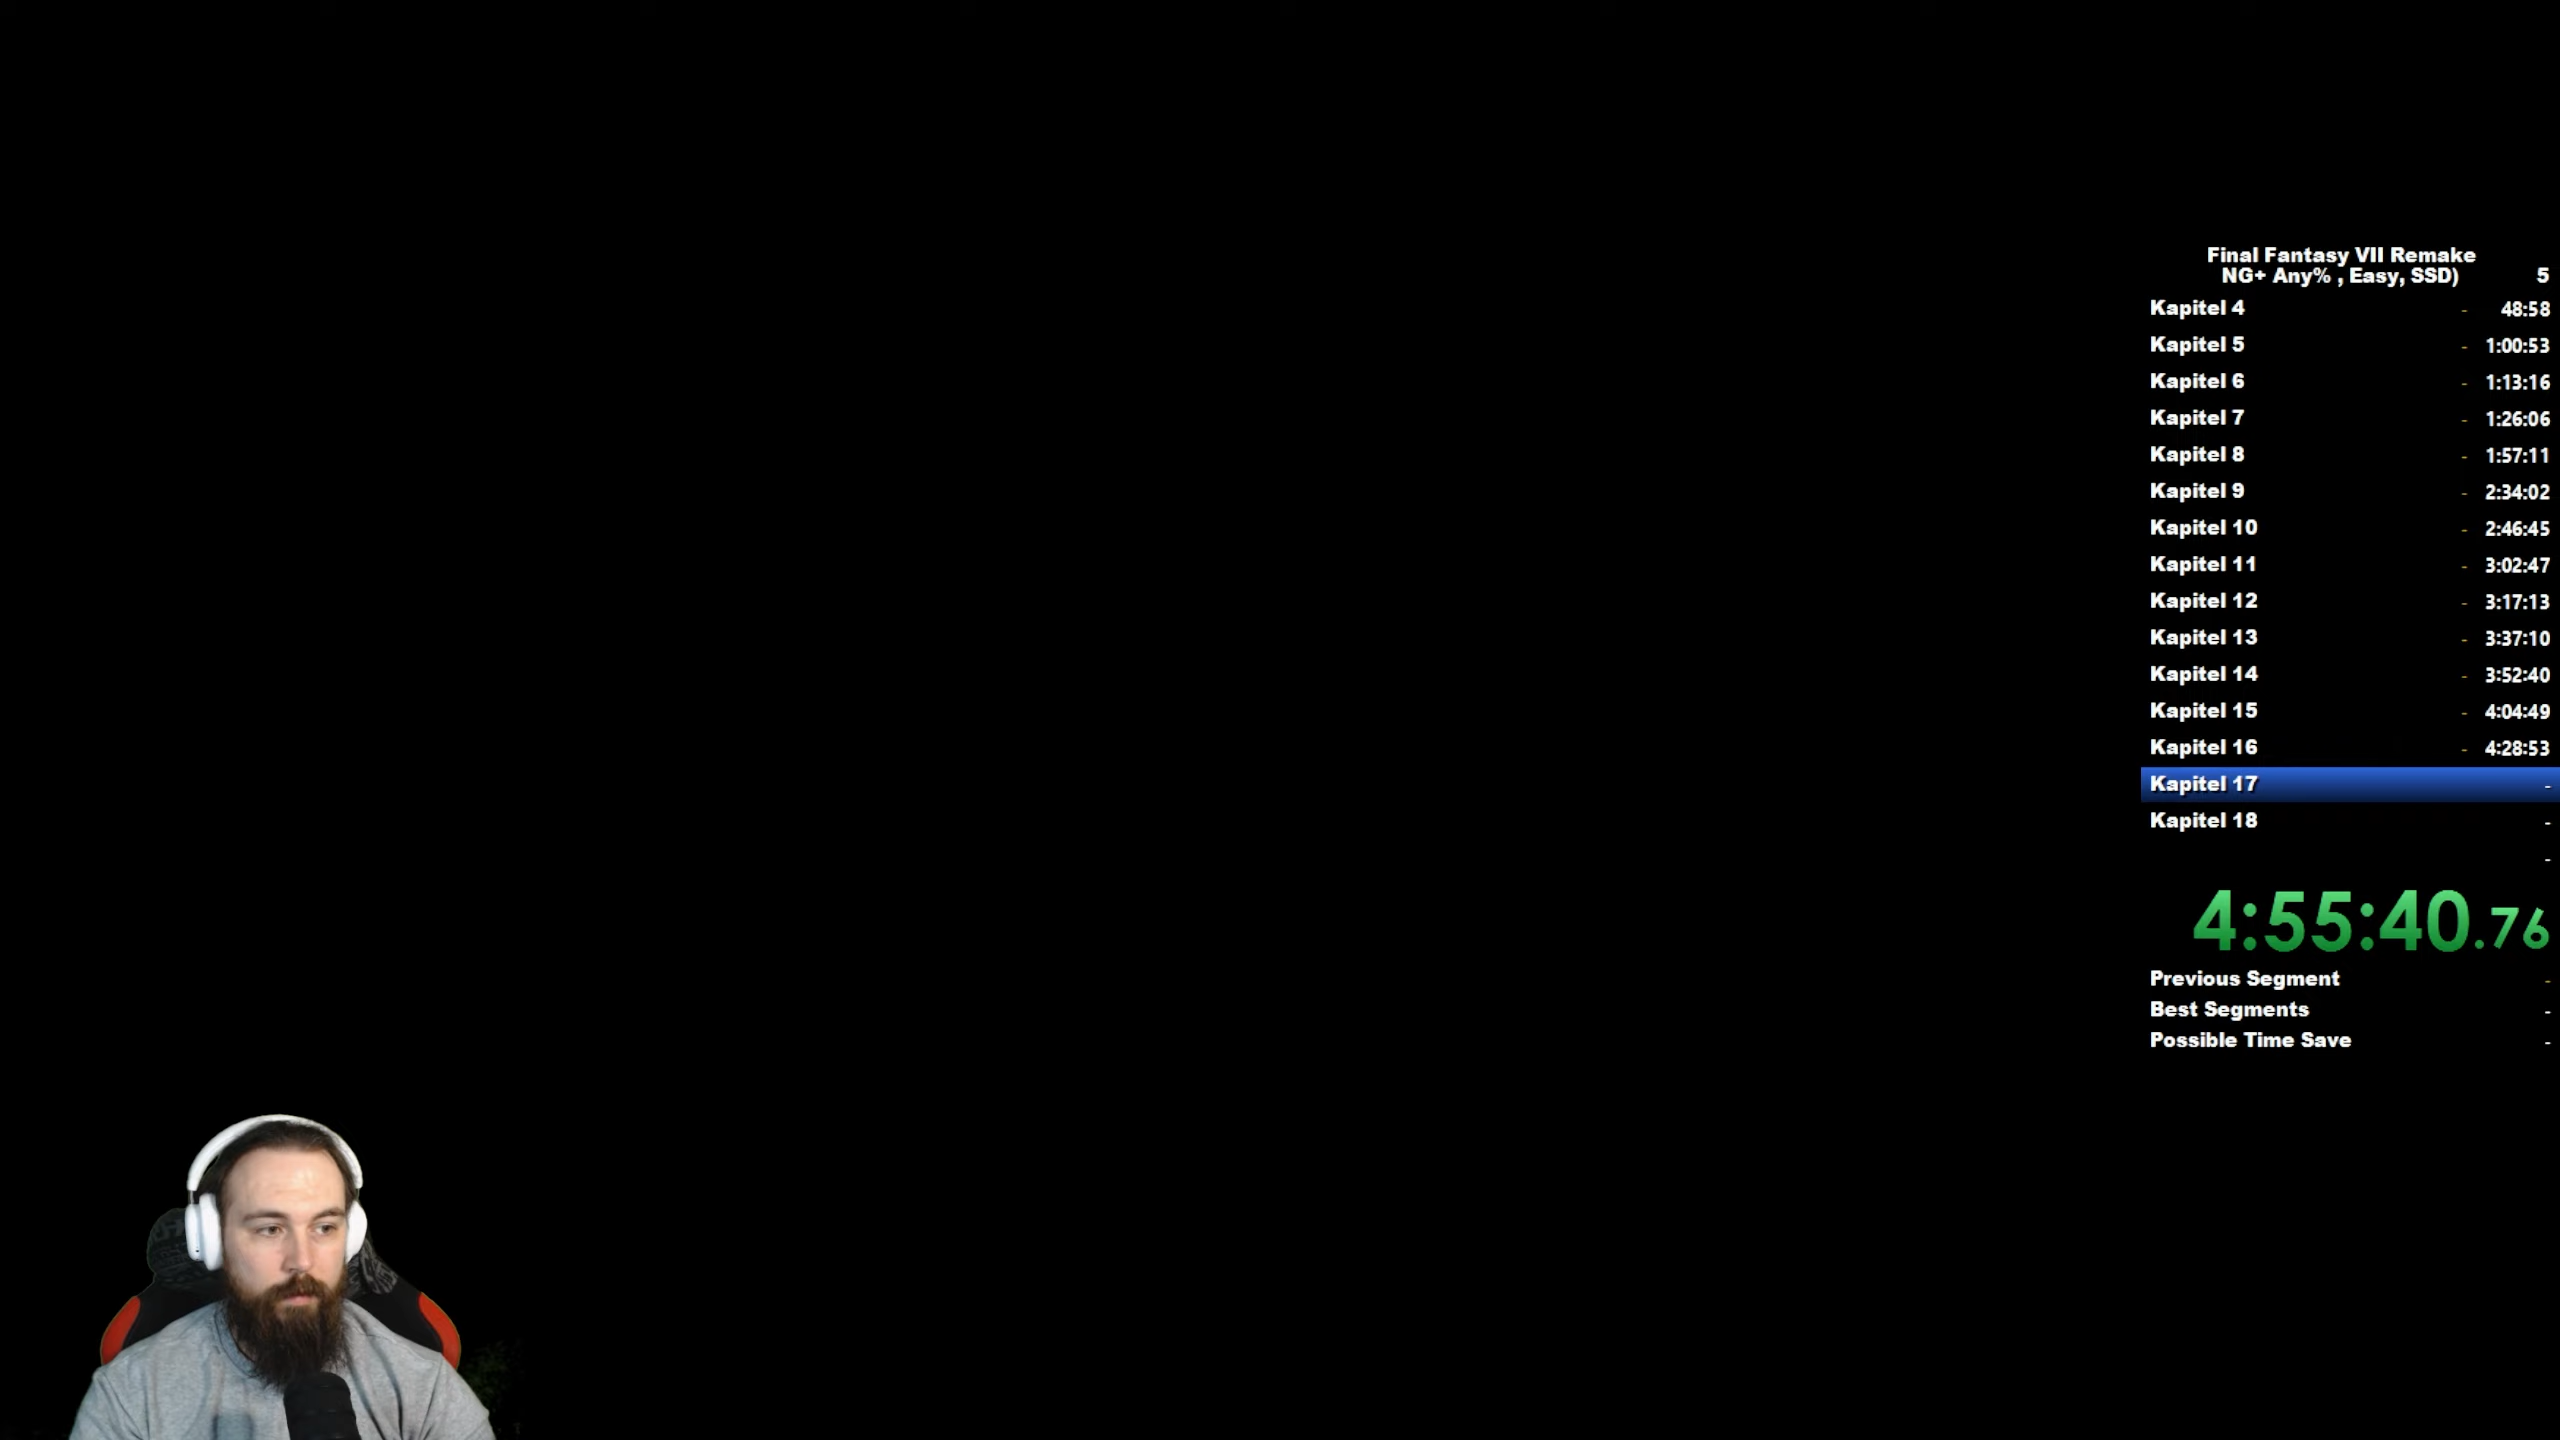 Final Fantasy VII Remake
NG+ Any% , Easy, SSD) 5
Kapitel 4 - 48:58
Kapitel 5 - 1:00:53
Kapitel 6 - 1:13:16
Kapitel 7 - 1:26:06
Kapitel 8 - 1:57:11
Kapitel 9 - 2:34:02
Kapitel 10 - 2:46:45
Kapitel 11 - 3:02:47
Kapitel 12 - 3:17:13
Kapitel 13 - 3:37:10
Kapitel 14 - 3:52:40
Kapitel 15 - 4:04:49
Kapitel 16 - 4:28:53
Kapitel 17 -
Kapitel 18 -
-
4:55:40.76
Previous Segment -
Best Segments -
Possible Time Save -